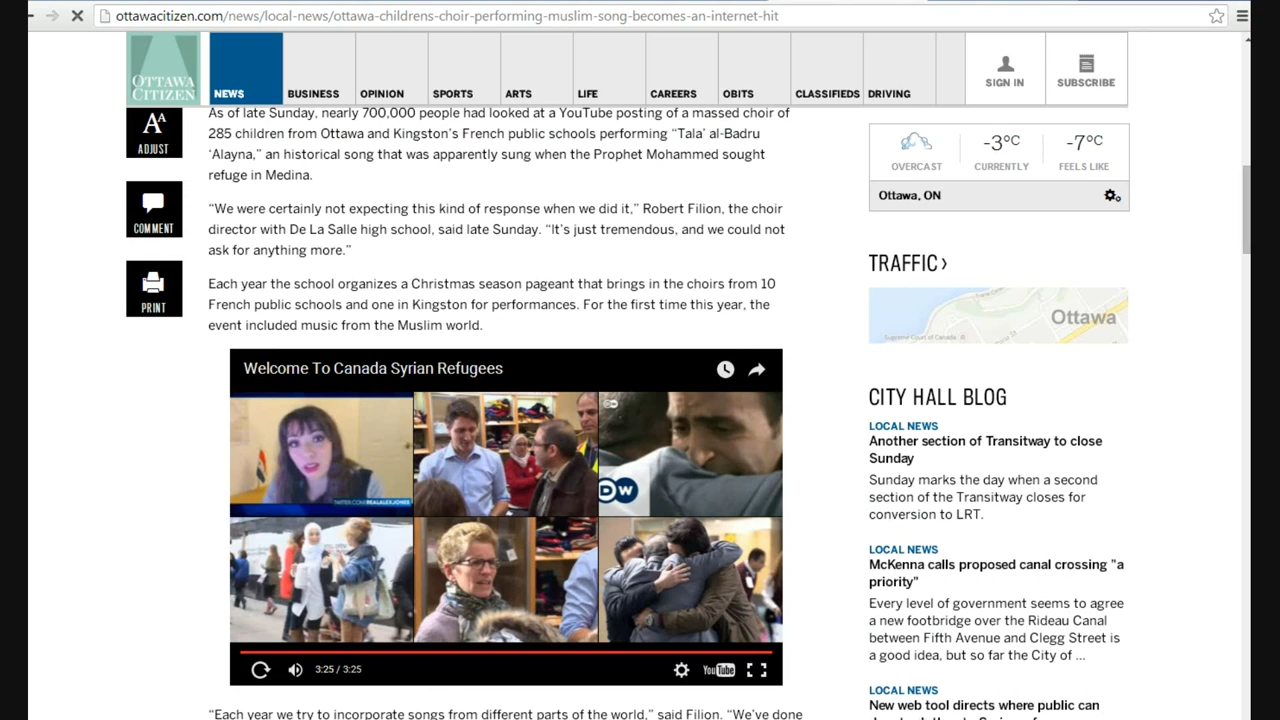 ottawacitizen.com/news/local-news/ottawa-childrens-choir-performing-muslim-song-becomes-an-internet-hit
OTTAWA
CITIZEN
NEWS
BUSINESS
OPINION
SPORTS
ARTS
LIFE
CAREERS
OBITS
CLASSIFIEDS
DRIVING
SIGN IN
SUBSCRIBE
AA
ADJUST
COMMENT
PRINT
As of late Sunday, nearly 700,000 people had looked at a YouTube posting of a massed choir of
285 children from Ottawa and Kingston's French public schools performing “Tala’ al-Badru
‘Alayna,” an historical song that was apparently sung when the Prophet Mohammed sought
refuge in Medina.
“We were certainly not expecting this kind of response when we did it,” Robert Filion, the choir
director with De La Salle high school, said late Sunday. “It’s just tremendous, and we could not
ask for anything more.”
Each year the school organizes a Christmas season pageant that brings in the choirs from 10
French public schools and one in Kingston for performances. For the first time this year, the
event included music from the Muslim world.
Welcome To Canada Syrian Refugees
TWITTER.COM/REALALEXJONES
DW
3:25 / 3:25
YouTube
“Each year we try to incorporate songs from different parts of the world,” said Filion. “We’ve done
-3°C
-7°C
OVERCAST
CURRENTLY
FEELS LIKE
Ottawa, ON
TRAFFIC ›
Ottawa
Supreme Court of Canada
CITY HALL BLOG
LOCAL NEWS
Another section of Transitway to close
Sunday
Sunday marks the day when a second
section of the Transitway closes for
conversion to LRT.
LOCAL NEWS
McKenna calls proposed canal crossing "a
priority"
Every level of government seems to agree
a new footbridge over the Rideau Canal
between Fifth Avenue and Clegg Street is
a good idea, but so far the City of ...
LOCAL NEWS
New web tool directs where public can